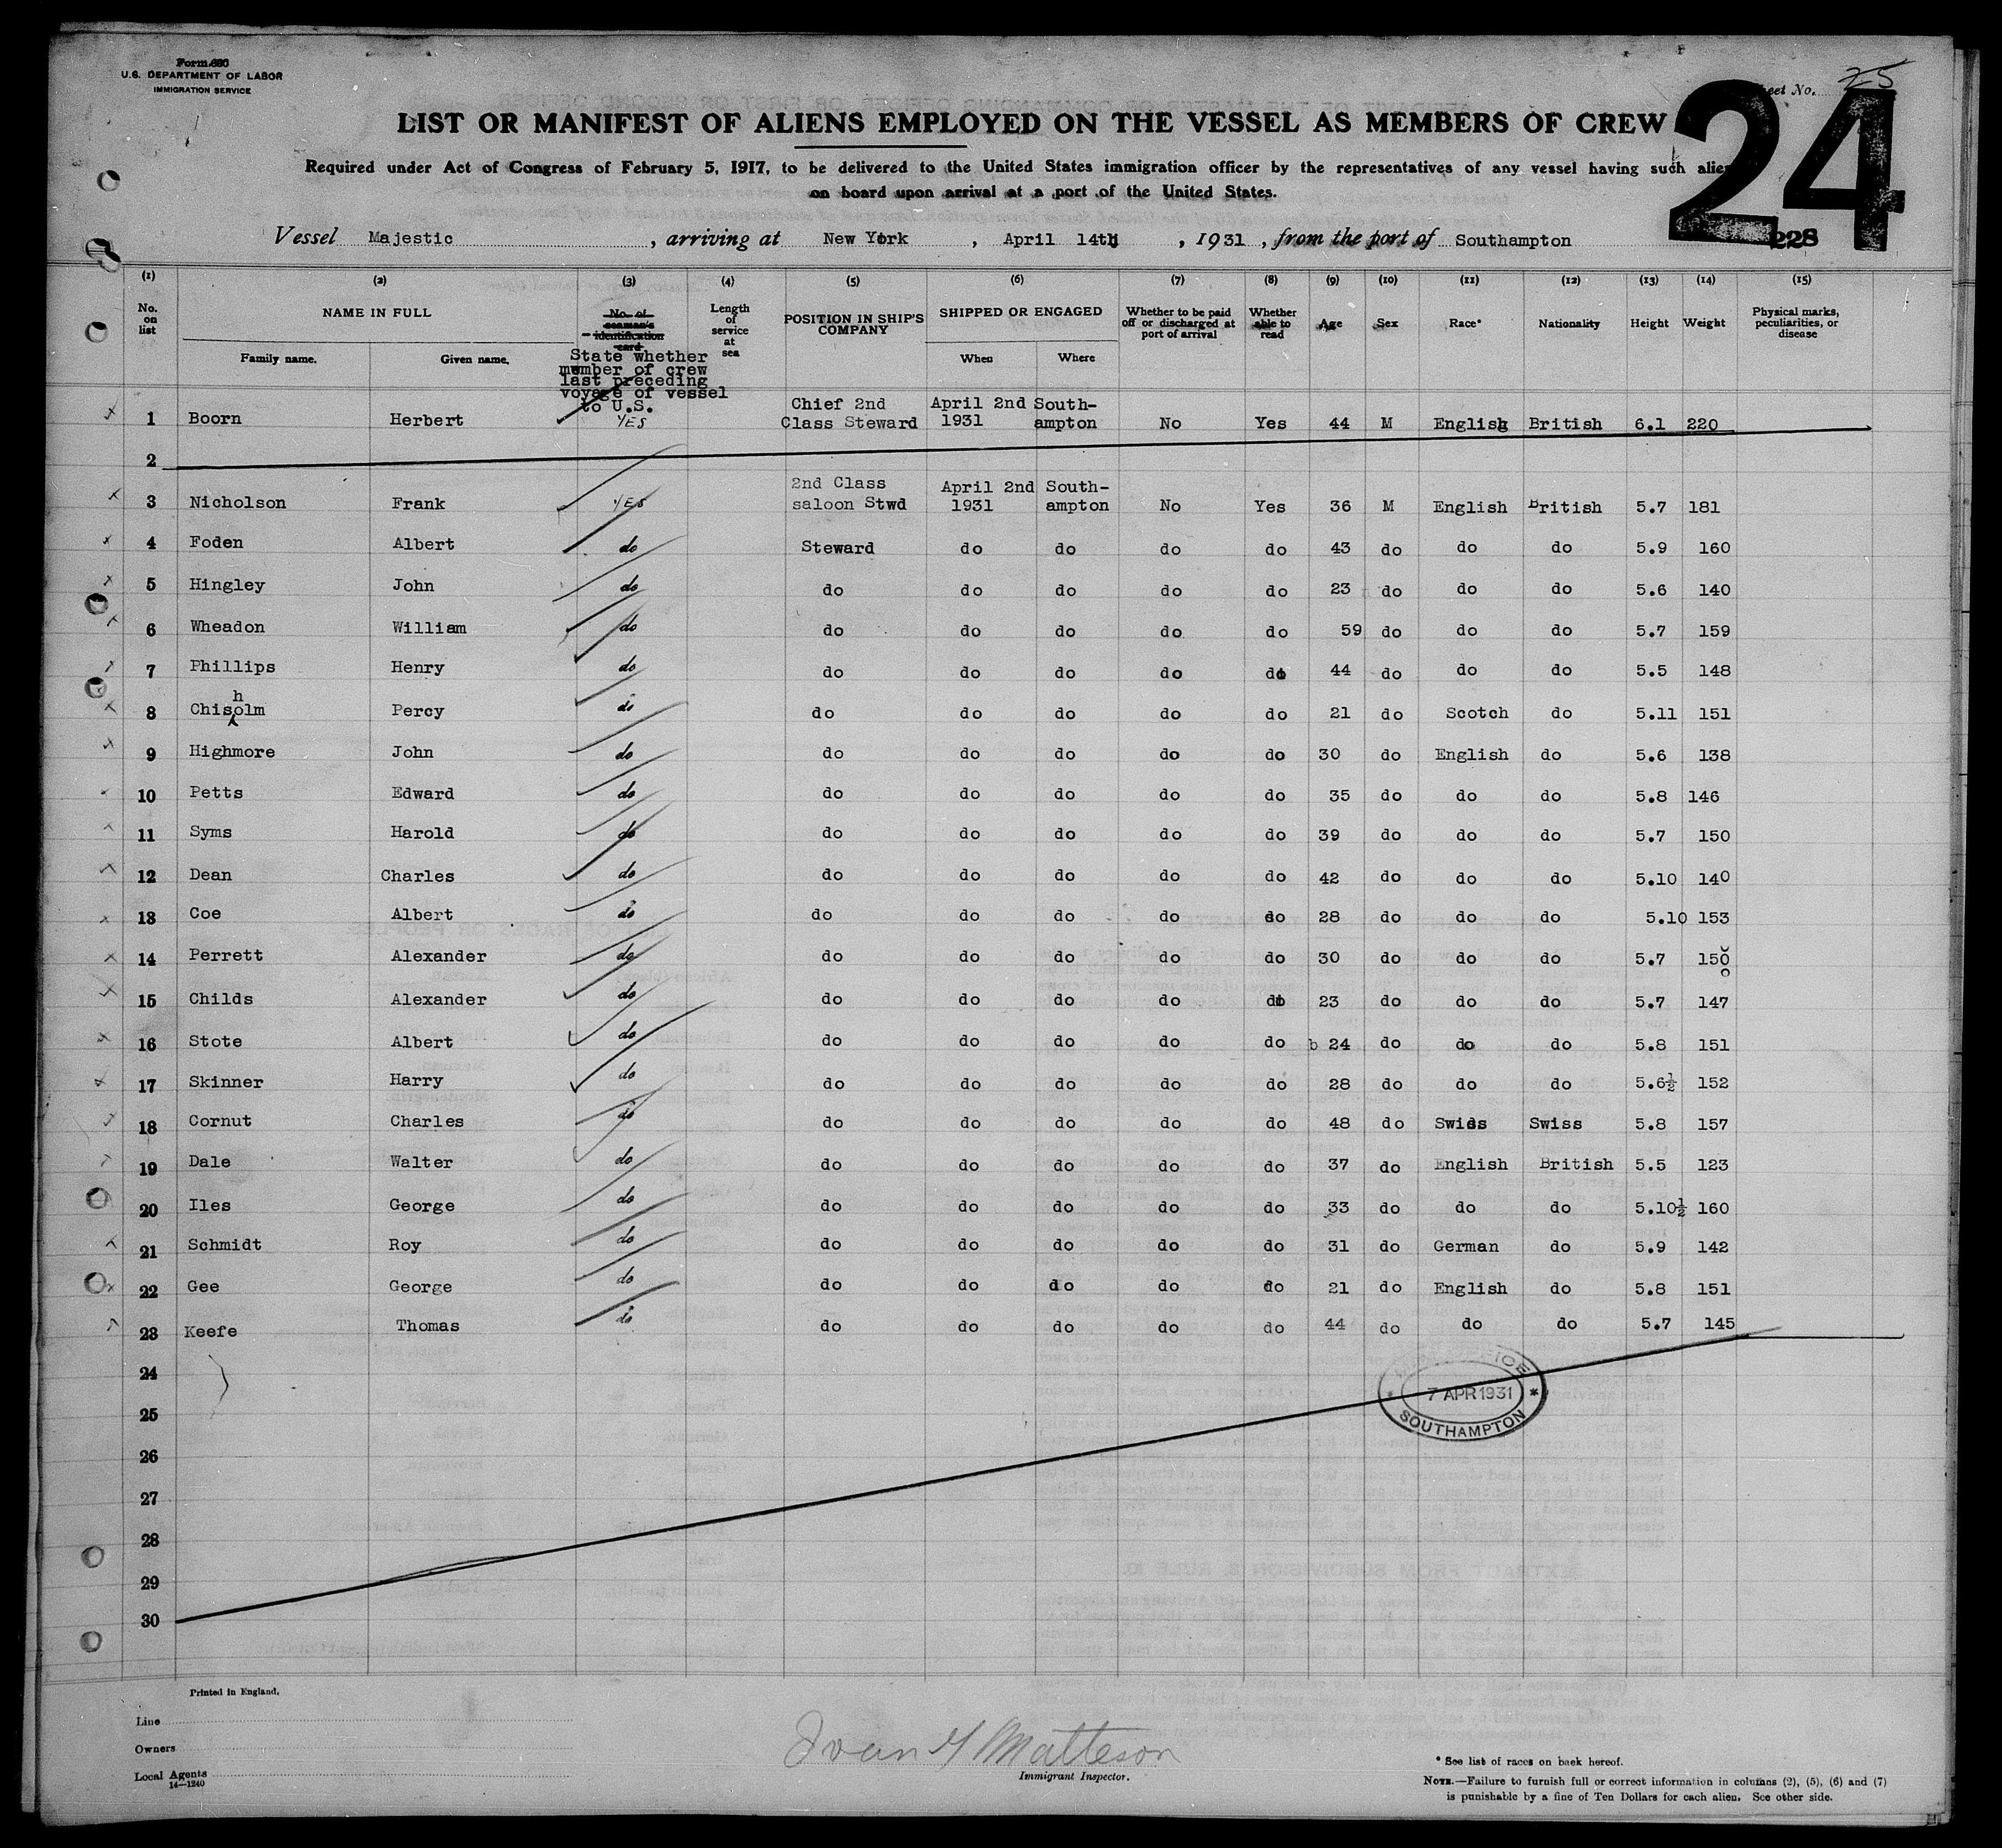 Form 680
U.S. DEPARTMENT OF LABOR
IMMIGRATION SERVICE
Sheet No. 25
24
LIST OR MANIFEST OF ALIENS EMPLOYED ON THE VESSEL AS MEMBERS OF CREW
Required under Act of Congress of February 5, 1917, to be delivered to the United States immigration officer by the representatives of any vessel having such alien
on board upon arrival at a port of the United States.
Vessel Majestic , arriving at New York , April 14th , 1931 , from the port of Southampton
228
(1) (2) (3) (4) (5) (6) (7) (8) (9) (10) (11) (12) (13) (14) (15)
No. on list NAME IN FULL Family name. Given name. No. of seaman's identification card State whether member of crew last preceding voyage of vessel to U.S. Length of service at sea POSITION IN SHIP'S COMPANY SHIPPED OR ENGAGED When Where Whether to be paid off or discharged at port of arrival Whether able to read Age Sex Race* Nationality Height Weight Physical marks, peculiarities, or disease
1 Boorn Herbert YES Chief 2nd Class Steward April 2nd 1931 South-ampton No Yes 44 M English British 6.1 220
2
3 Nicholson Frank YES 2nd Class saloon Stwd April 2nd 1931 South-ampton No Yes 36 M English British 5.7 181
4 Foden Albert do Steward do do do do 43 do do do 5.9 160
5 Hingley John do do do do do do 23 do do do 5.6 140
6 Wheadon William do do do do do do 59 do do do 5.7 159
7 Phillips Henry do do do do do do 44 do do do 5.5 148
8 Chisholm Percy do do do do do do 21 do Scotch do 5.11 151
9 Highmore John do do do do do do 30 do English do 5.6 138
10 Petts Edward do do do do do do 35 do do do 5.8 146
11 Syms Harold do do do do do do 39 do do do 5.7 150
12 Dean Charles do do do do do do 42 do do do 5.10 140
13 Coe Albert do do do do do do 28 do do do 5.10 153
14 Perrett Alexander do do do do do do 30 do do do 5.7 150
15 Childs Alexander do do do do do do 23 do do do 5.7 147
16 Stote Albert do do do do do do 24 do do do 5.8 151
17 Skinner Harry do do do do do do 28 do do do 5.6½ 152
18 Cornut Charles do do do do do do 48 do Swiss Swiss 5.8 157
19 Dale Walter do do do do do do 37 do English British 5.5 123
20 Iles George do do do do do do 33 do do do 5.10½ 160
21 Schmidt Roy do do do do do do 31 do German do 5.9 142
22 Gee George do do do do do do 21 do English do 5.8 151
23 Keefe Thomas do do do do do do 44 do do do 5.7 145
24
25
26
27
28
29
30
7 APR 1931
SOUTHAMPTON
Printed in England.
Line
Owners
Local Agents
14—1240
Ivan G Matteson
Immigrant Inspector.
* See list of races on back hereof.
NOTE.—Failure to furnish full or correct information in columns (2), (5), (6) and (7)
is punishable by a fine of Ten Dollars for each alien. See other side.